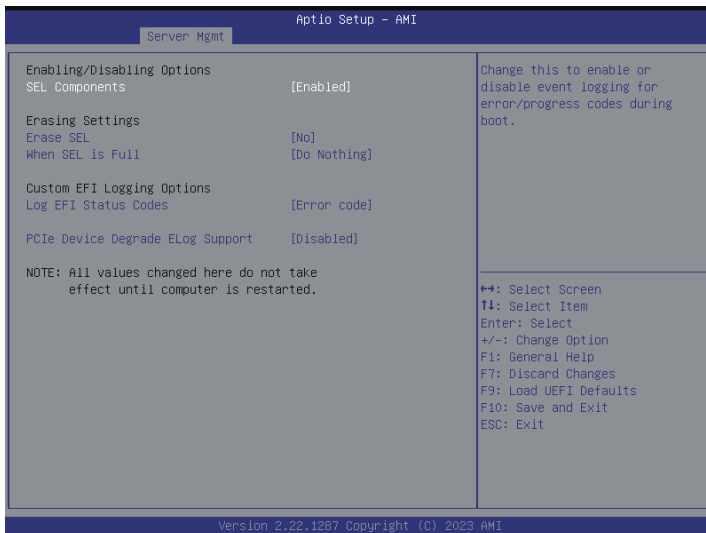 Aptio Setup – AMI
Server Mgmt
Enabling/Disabling Options
SEL Components [Enabled]
Erasing Settings
Erase SEL [No]
When SEL is Full [Do Nothing]
Custom EFI Logging Options
Log EFI Status Codes [Error code]
PCIe Device Degrade ELog Support [Disabled]
NOTE: All values changed here do not take
effect until computer is restarted.
Change this to enable or
disable event logging for
error/progress codes during
boot.
↔: Select Screen
↑↓: Select Item
Enter: Select
+/-: Change Option
F1: General Help
F7: Discard Changes
F9: Load UEFI Defaults
F10: Save and Exit
ESC: Exit
Version 2.22.1287 Copyright (C) 2023 AMI